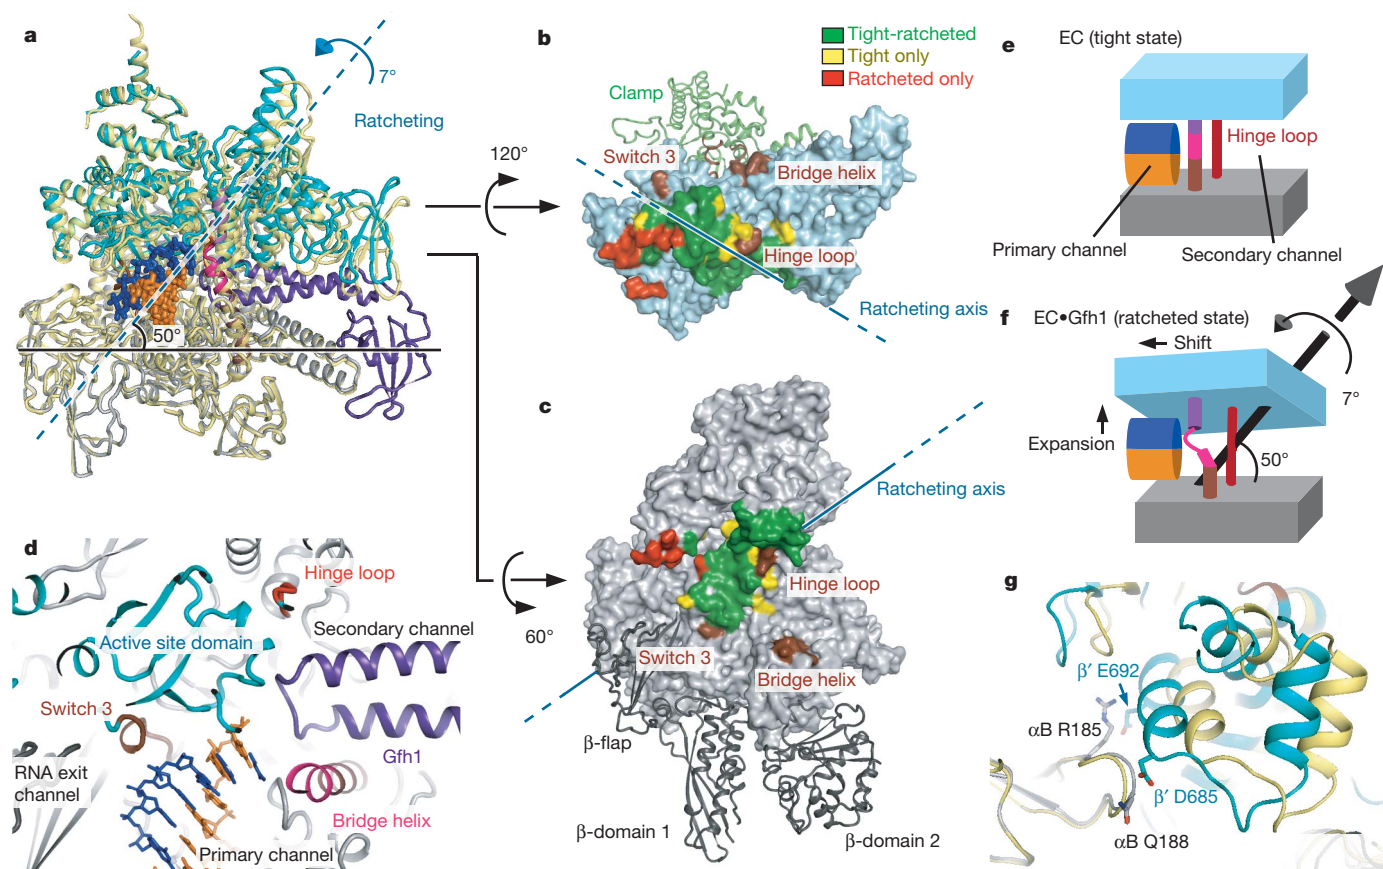 a
7°
Ratcheting
50°
b
Tight-ratcheted
Tight only
Ratcheted only
Clamp
Switch 3
Bridge helix
Hinge loop
Ratcheting axis
120°
60°
c
Ratcheting axis
Hinge loop
Switch 3
Bridge helix
β-flap
β-domain 1
β-domain 2
d
Hinge loop
Secondary channel
Active site domain
Switch 3
Gfh1
RNA exit
channel
Bridge helix
Primary channel
e
EC (tight state)
Hinge loop
Primary channel
Secondary channel
f
EC•Gfh1 (ratcheted state)
Shift
7°
Expansion
50°
g
β′ E692
αB R185
β′ D685
αB Q188